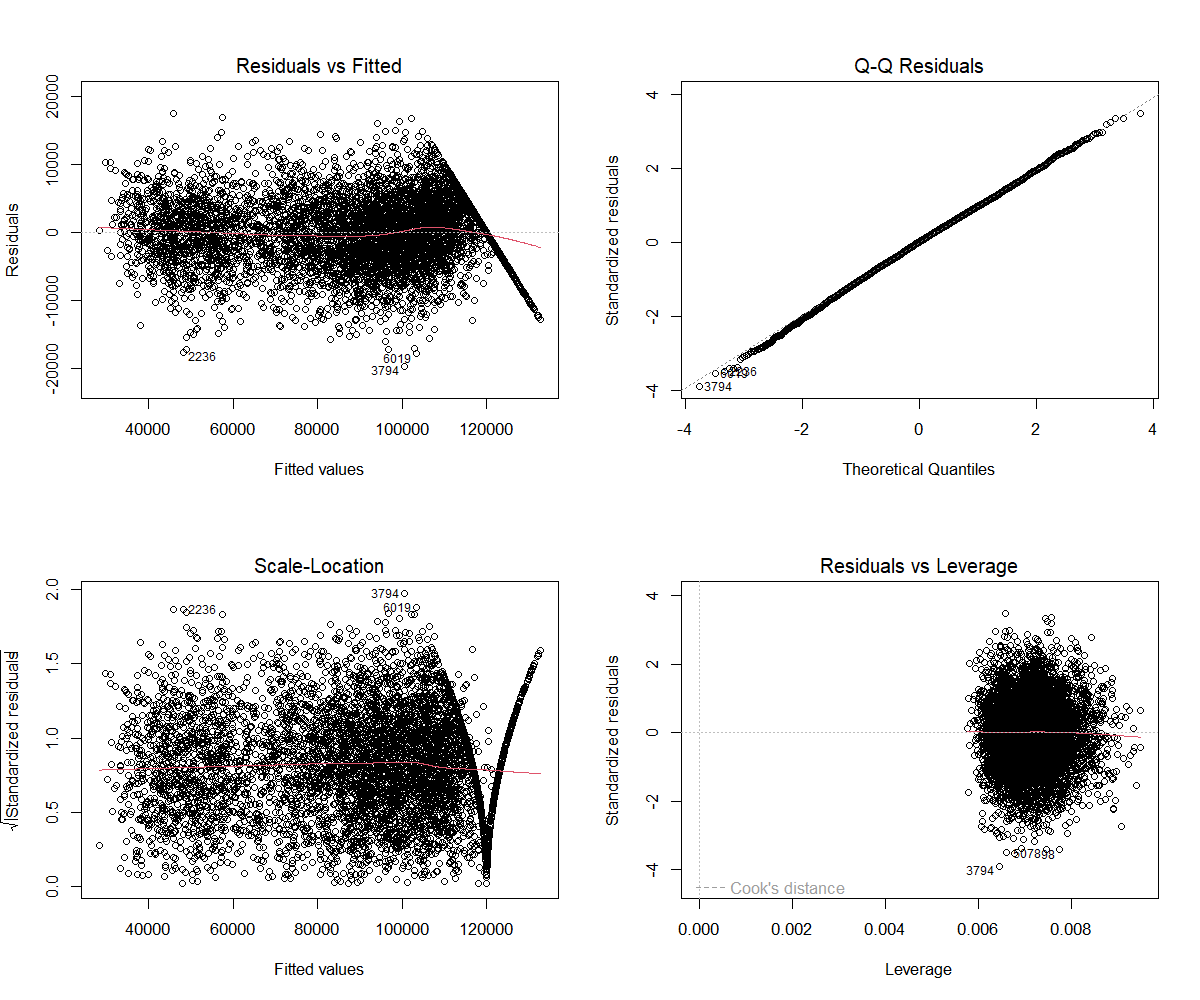 Residuals vs Fitted
Residuals
20000
10000
0
-10000
-20000
2236
6019
3794
40000 60000 80000 100000 120000
Fitted values
Q-Q Residuals
Standardized residuals
4
2
0
-2
-4
2236
3794
-4 -2 0 2 4
Theoretical Quantiles
Scale-Location
√|Standardized residuals|
2.0
1.5
1.0
0.5
0.0
3794
6019
2236
40000 60000 80000 100000 120000
Fitted values
Residuals vs Leverage
Standardized residuals
4
2
0
-2
-4
3794
Cook's distance
0.000 0.002 0.004 0.006 0.008
Leverage